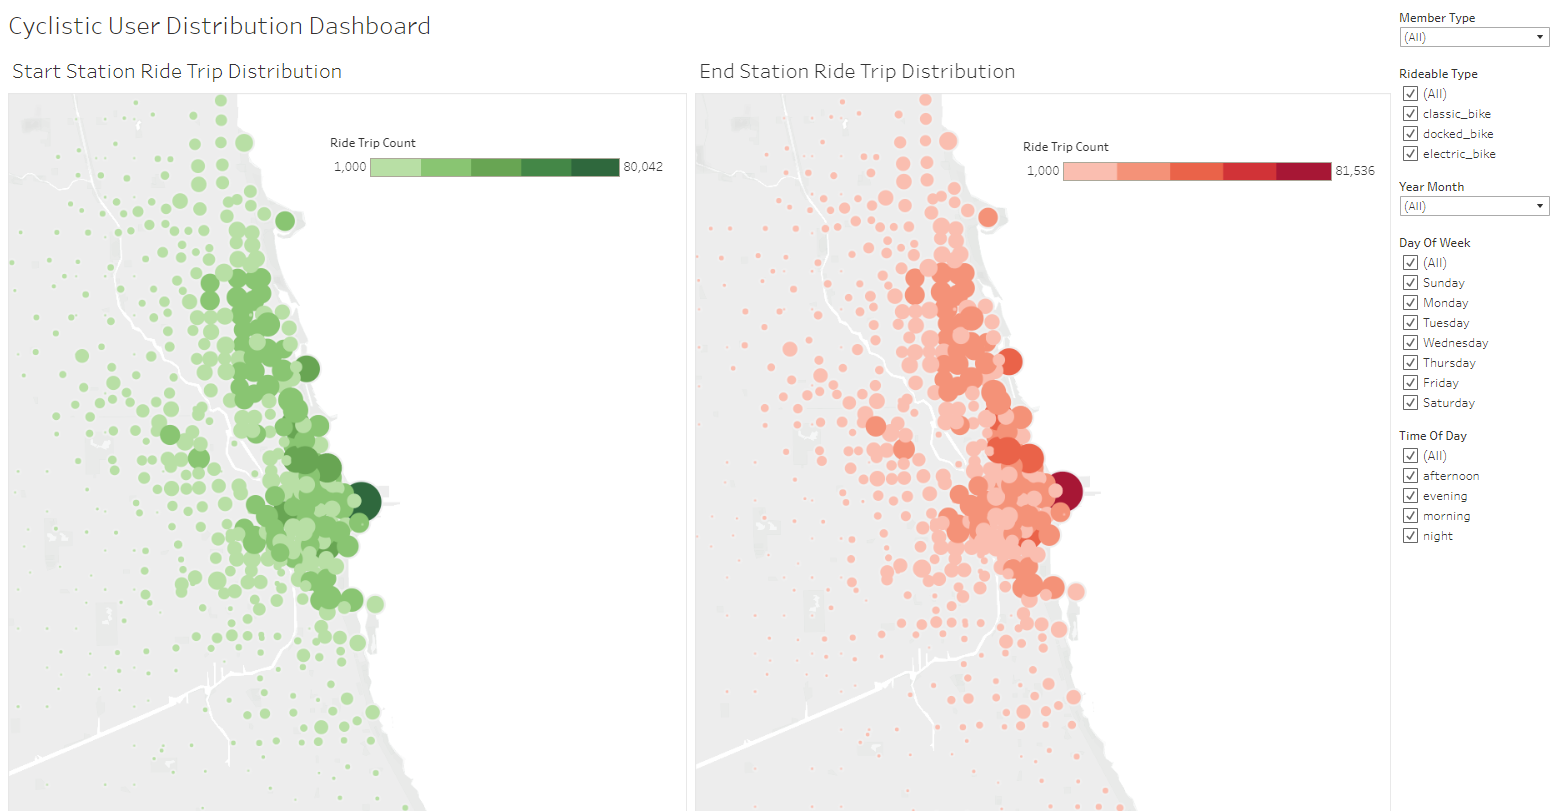 Cyclistic User Distribution Dashboard
Start Station Ride Trip Distribution
Ride Trip Count
1,000 80,042
End Station Ride Trip Distribution
Ride Trip Count
1,000 81,536
Member Type
(All)
Rideable Type
(All)
classic_bike
docked_bike
electric_bike
Year Month
(All)
Day Of Week
(All)
Sunday
Monday
Tuesday
Wednesday
Thursday
Friday
Saturday
Time Of Day
(All)
afternoon
evening
morning
night